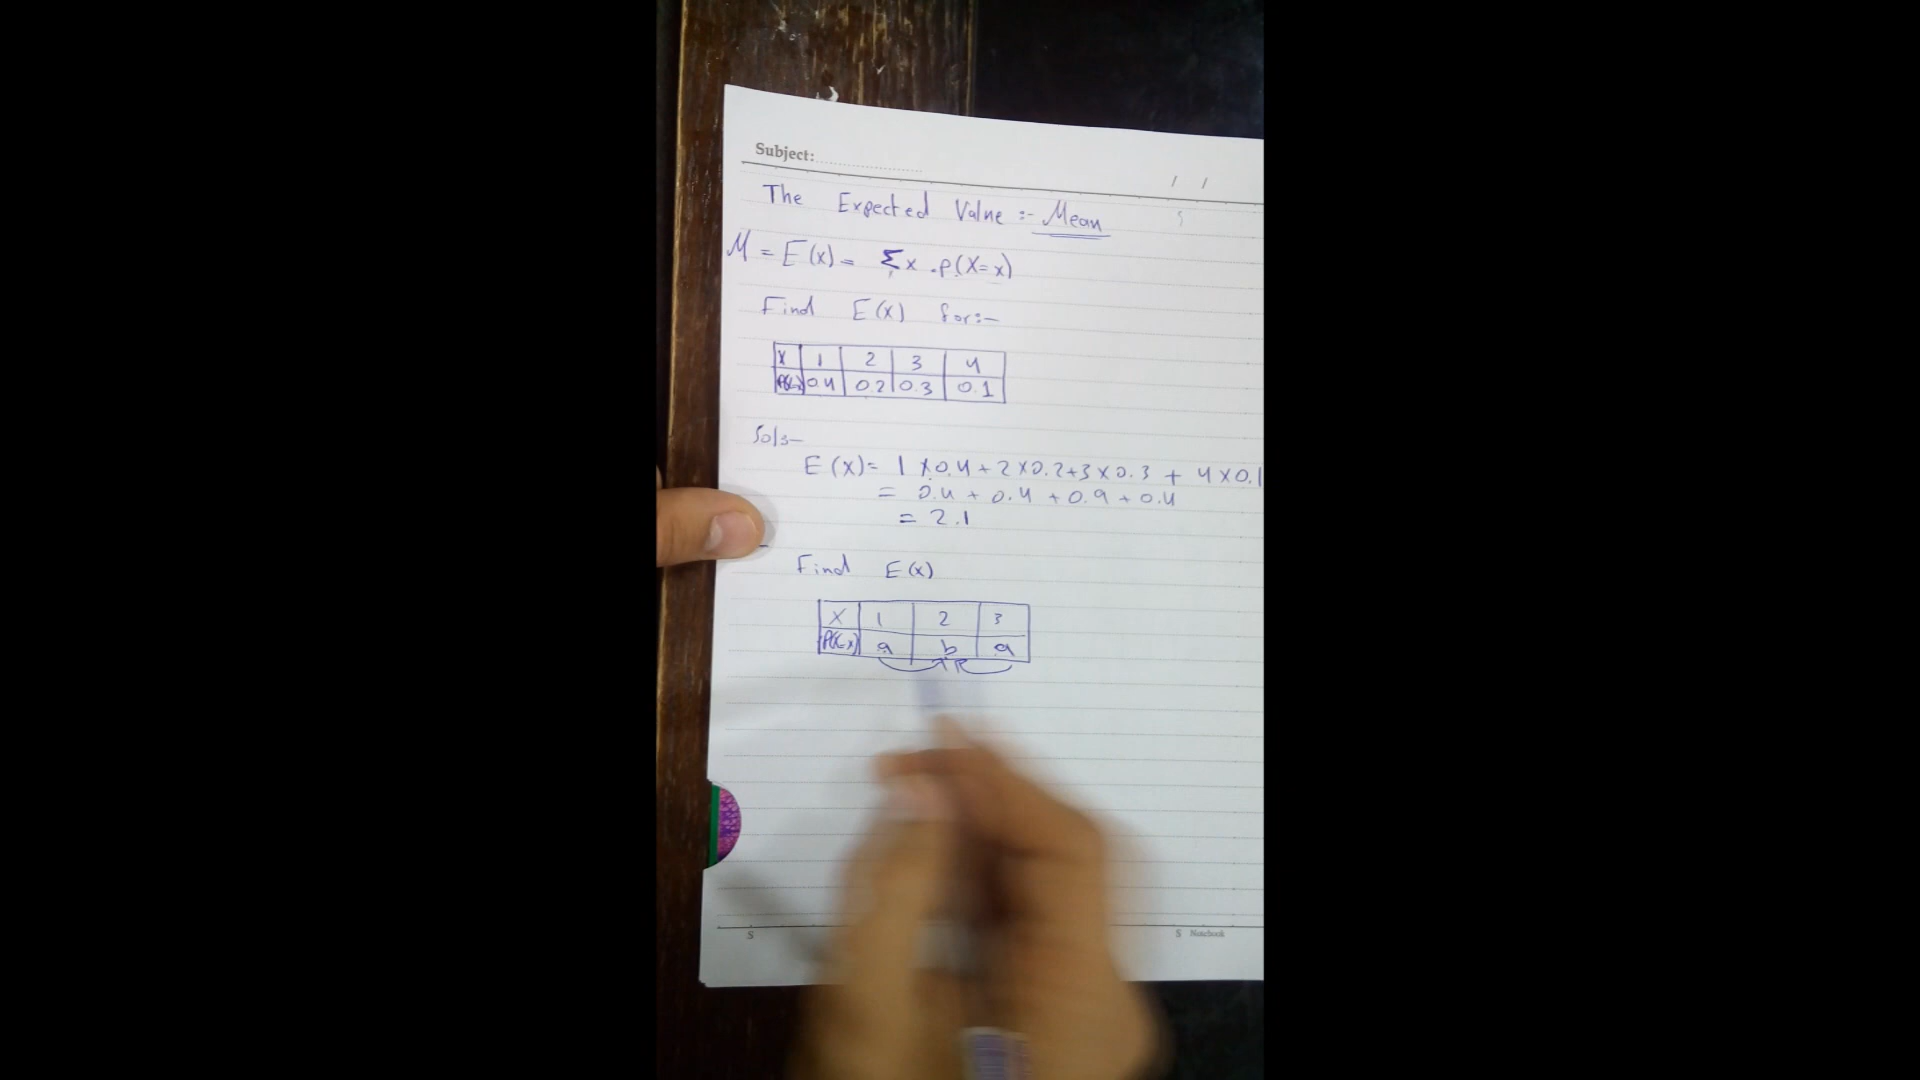 Subject:
/ /
The Expected Value :- Mean
M = E(x) = Σx .p(X=x)
Find E(x) for:-
X 1 2 3 4
P(X=x) 0.4 0.2 0.3 0.1
Sol:-
E(x) = 1 x 0.4 + 2 x 0.2 + 3 x 0.3 + 4 x 0.1
= 0.4 + 0.4 + 0.9 + 0.4
= 2.1
- Find E(x)
X 1 2 3
P(X=x) a b a
S
S Notebook